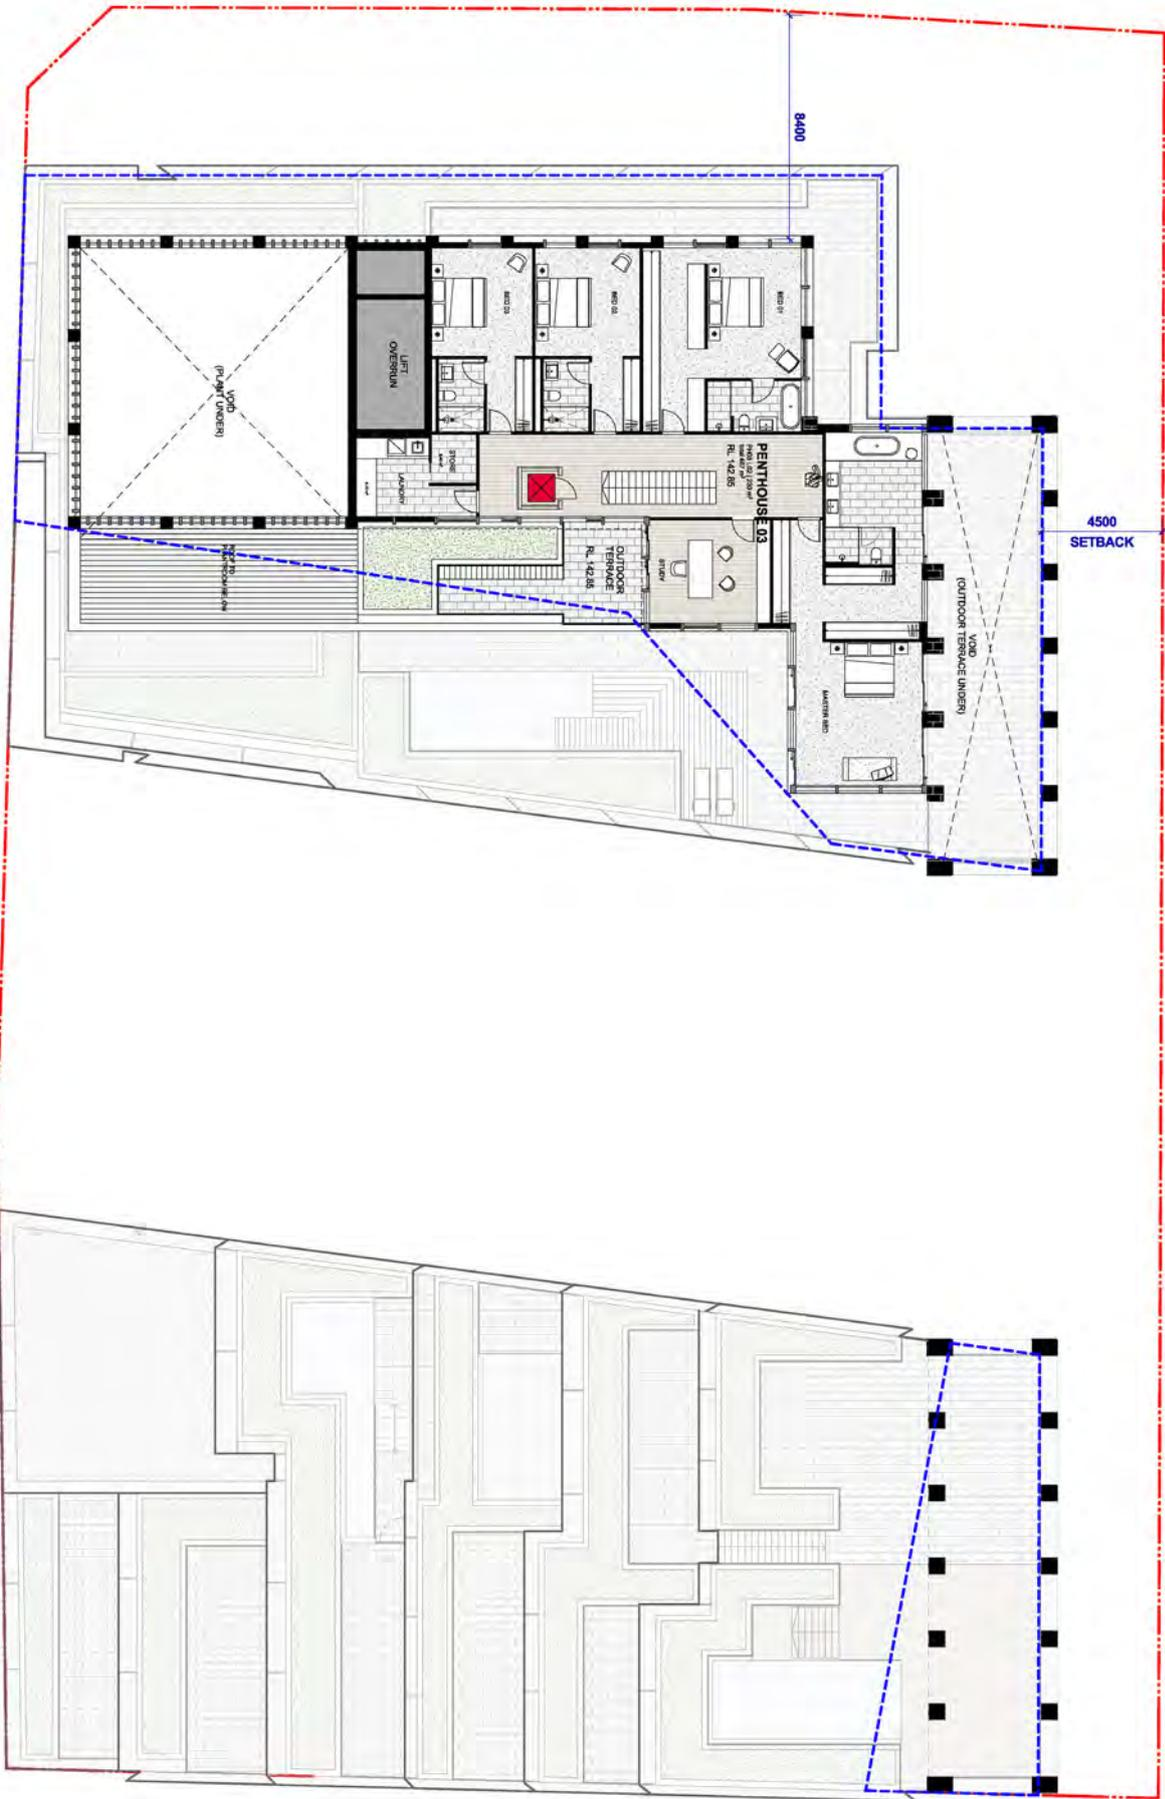 8400
BED 03
BED 02
BED 01
LIFT
OVERRUN
VOID
(PLANT UNDER)
STORE
LAUNDRY
PENTHOUSE 03
RL 142.85
4500
SETBACK
OUTDOOR
TERRACE
RL 142.85
STUDY
VOID
(OUTDOOR TERRACE UNDER)
MASTER BED